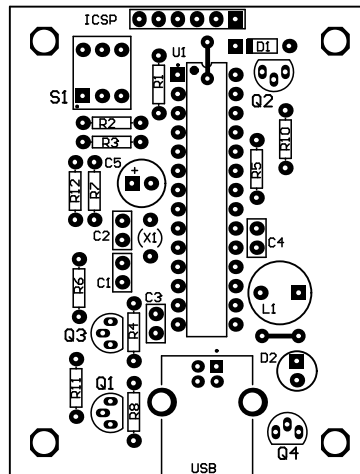 ICSP
U1
D1
S1
R1
Q2
R2
R3
R10
C5
+
R5
R12
R7
C2
(X1)
C4
C1
R6
L1
C3
Q3
R4
D2
R11
Q1
R8
Q4
USB